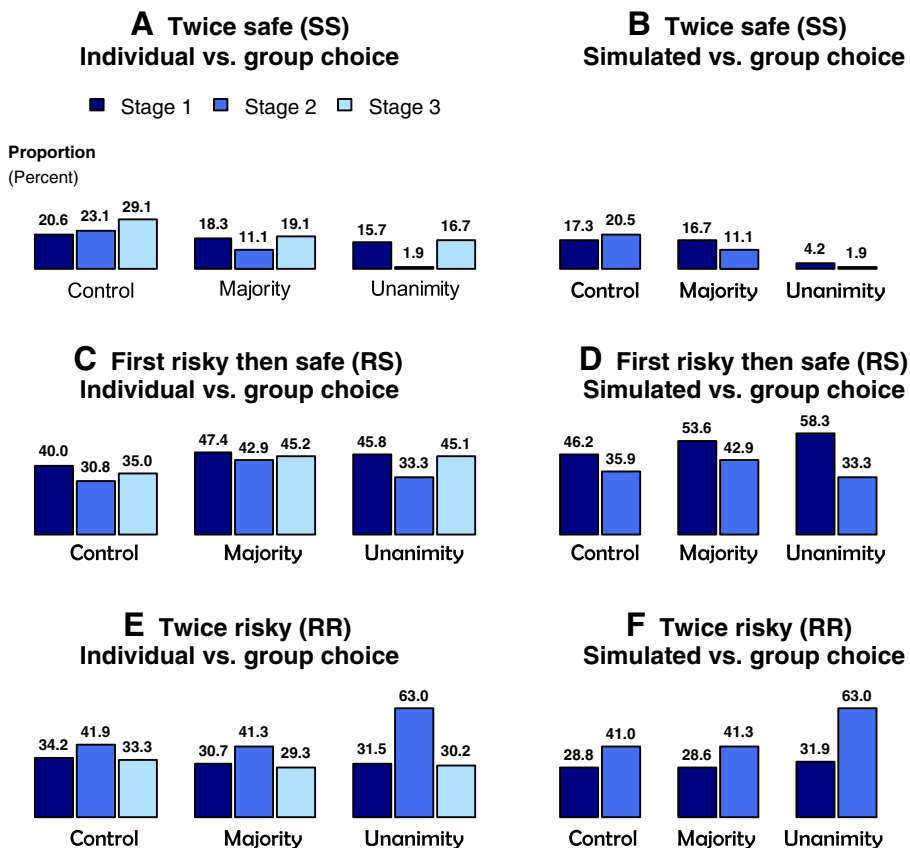 A Twice safe (SS)
Individual vs. group choice
Stage 1 Stage 2 Stage 3
Proportion
(Percent)
20.6 23.1 29.1
18.3 11.1 19.1
15.7 1.9 16.7
Control Majority Unanimity
B Twice safe (SS)
Simulated vs. group choice
17.3 20.5
16.7 11.1
4.2 1.9
Control Majority Unanimity
C First risky then safe (RS)
Individual vs. group choice
40.0 30.8 35.0
47.4 42.9 45.2
45.8 33.3 45.1
Control Majority Unanimity
D First risky then safe (RS)
Simulated vs. group choice
46.2 35.9
53.6 42.9
58.3 33.3
Control Majority Unanimity
E Twice risky (RR)
Individual vs. group choice
34.2 41.9 33.3
30.7 41.3 29.3
31.5 63.0 30.2
Control Majority Unanimity
F Twice risky (RR)
Simulated vs. group choice
28.8 41.0
28.6 41.3
31.9 63.0
Control Majority Unanimity